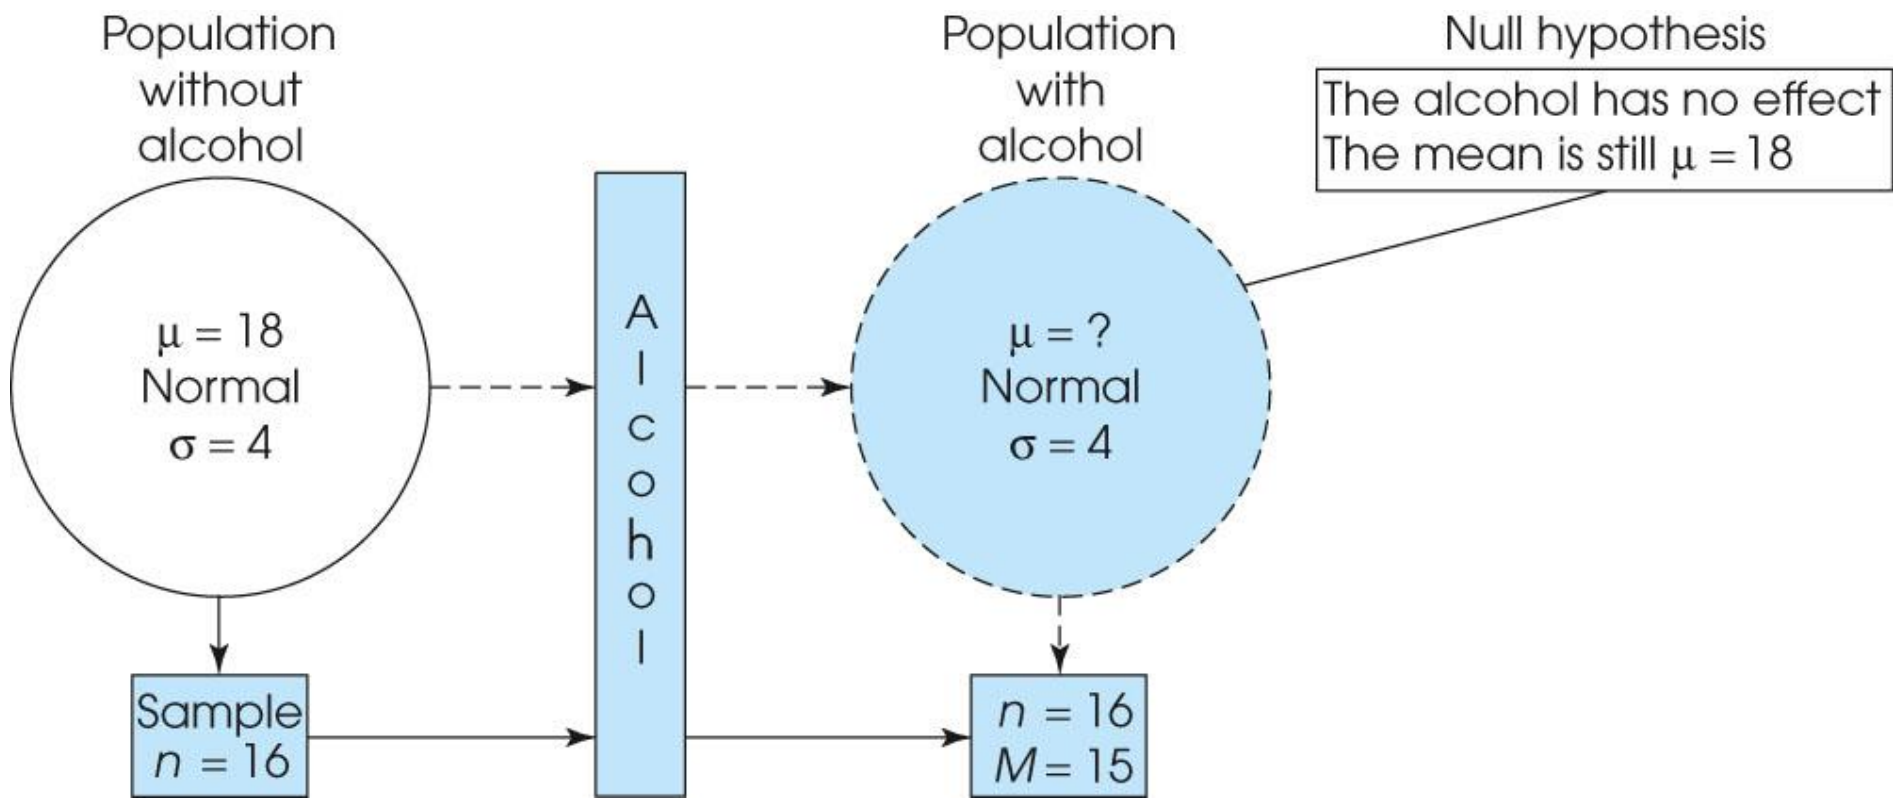 Population
without
alcohol
μ = 18
Normal
σ = 4
Sample
n = 16
Alcohol
Population
with
alcohol
μ = ?
Normal
σ = 4
n = 16
M = 15
Null hypothesis
The alcohol has no effect
The mean is still μ = 18